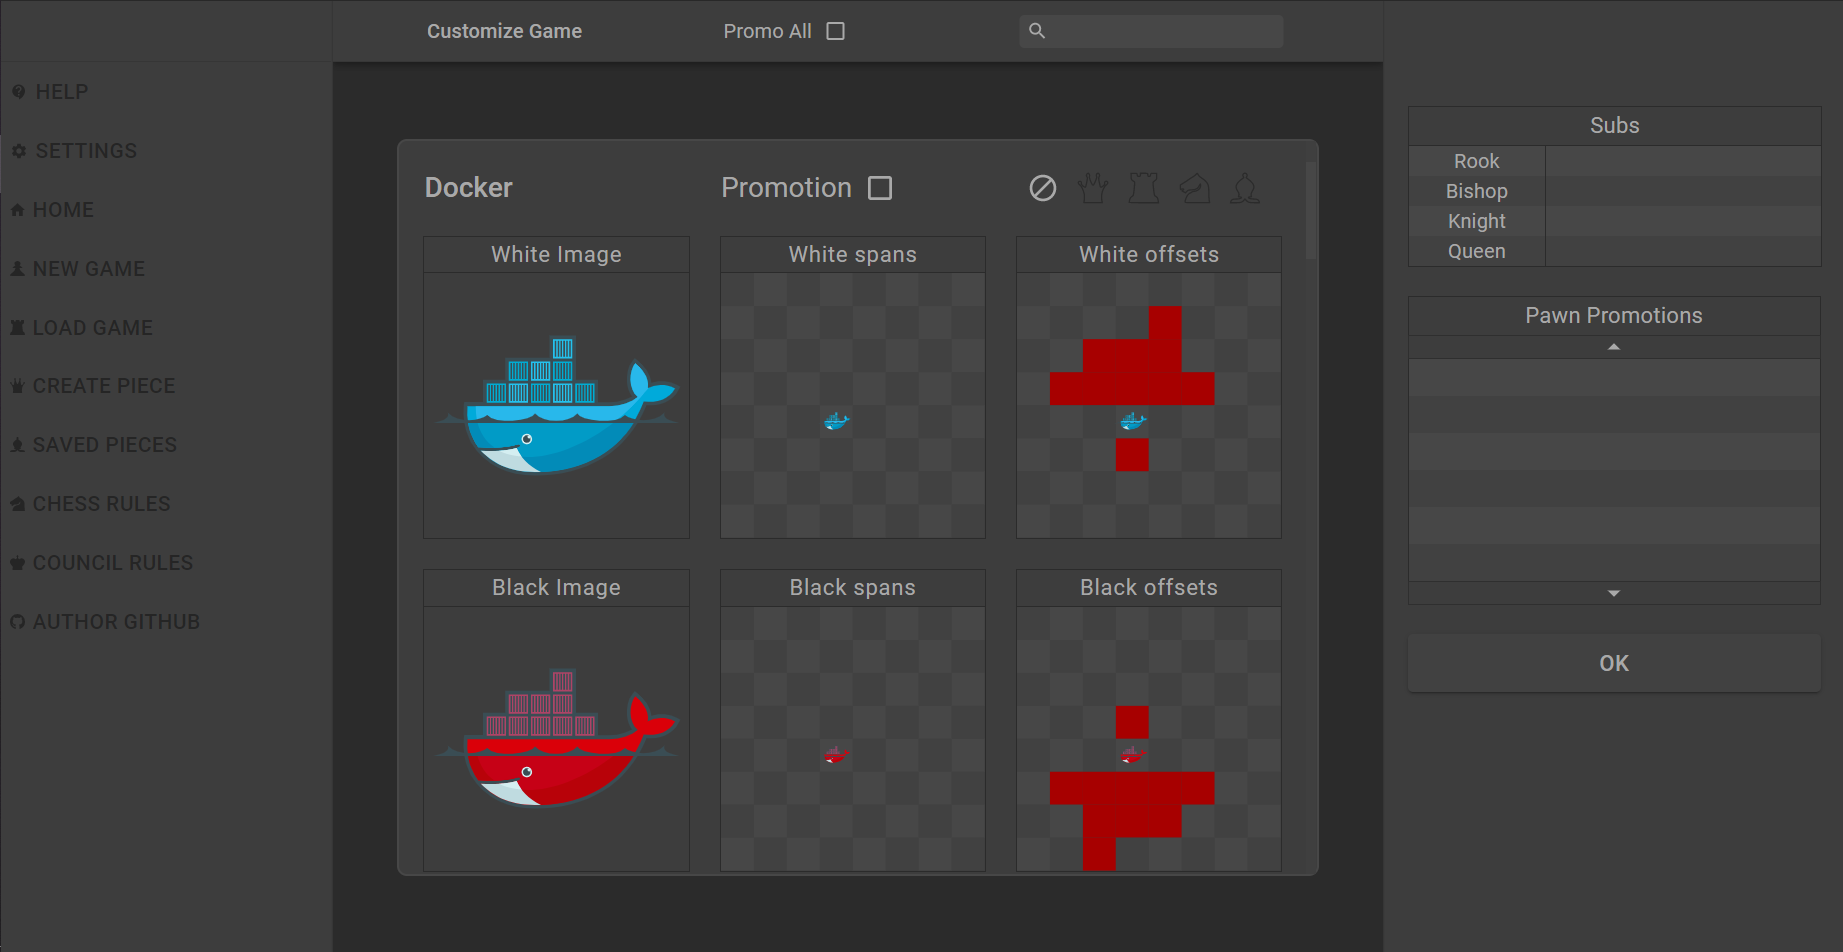 Customize Game
Promo All
HELP
SETTINGS
HOME
NEW GAME
LOAD GAME
CREATE PIECE
SAVED PIECES
CHESS RULES
COUNCIL RULES
AUTHOR GITHUB
Docker
Promotion
White Image
White spans
White offsets
Black Image
Black spans
Black offsets
Subs
Rook
Bishop
Knight
Queen
Pawn Promotions
OK